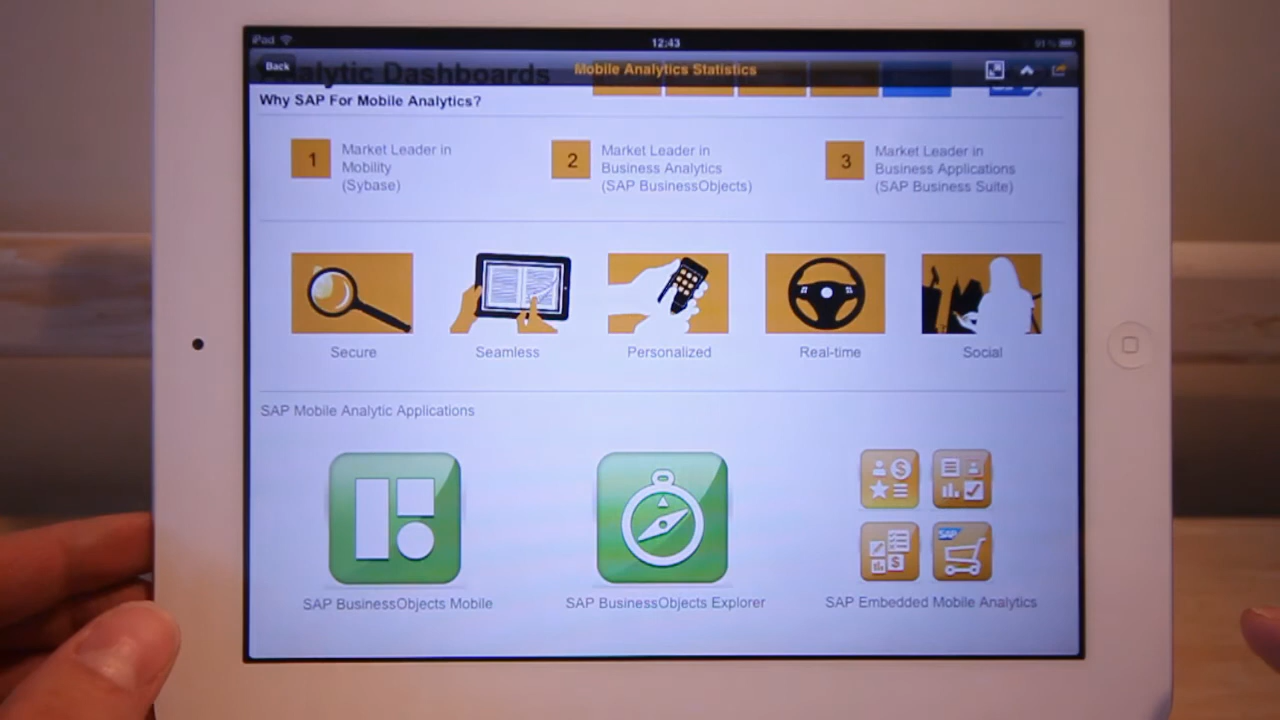 iPad
12:43
91%
Back
Analytic Dashboards
Mobile Analytics Statistics
Why SAP For Mobile Analytics?
1
Market Leader in
Mobility
(Sybase)
2
Market Leader in
Business Analytics
(SAP BusinessObjects)
3
Market Leader in
Business Applications
(SAP Business Suite)
Secure
Seamless
Personalized
Real-time
Social
SAP Mobile Analytic Applications
SAP
SAP BusinessObjects Mobile
SAP BusinessObjects Explorer
SAP Embedded Mobile Analytics